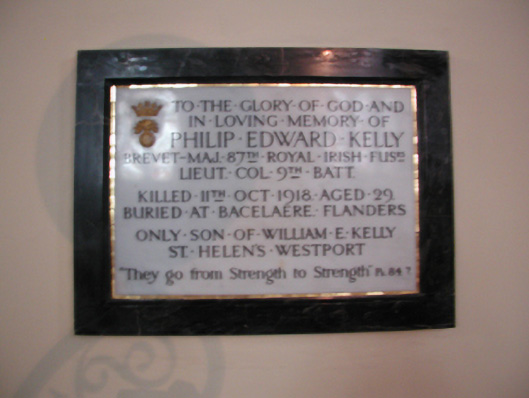 TO·THE·GLORY·OF·GOD·AND
IN·LOVING·MEMORY·OF
PHILIP·EDWARD·KELLY
BREVET-MAJ. 87TH·ROYAL·IRISH·FUSRS
LIEUT. COL·9TH·BATT.
KILLED·11TH·OCT·1918·AGED·29
BURIED·AT·BACELAERE·FLANDERS
ONLY·SON·OF·WILLIAM·E·KELLY
ST·HELEN'S·WESTPORT
"They go from Strength to Strength" Ps. 84 7